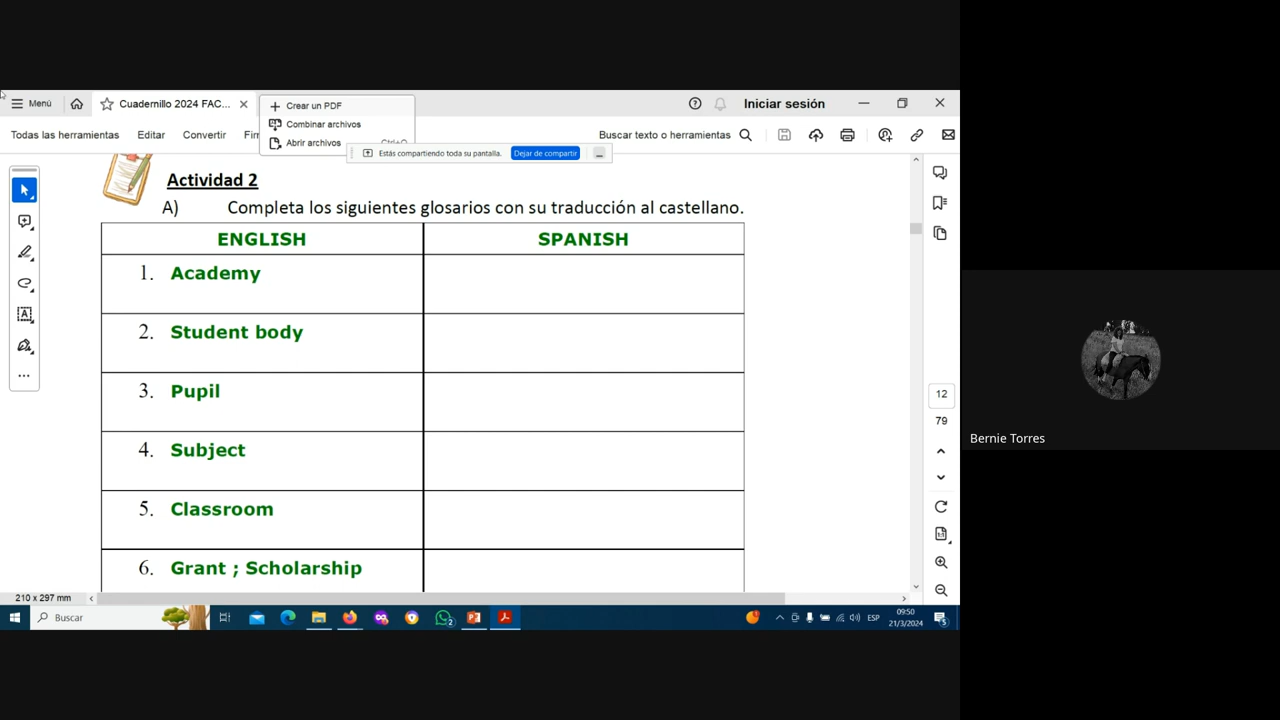 Menú
Cuadernillo 2024 FAC...
Crear un PDF
Combinar archivos
Abrir archivos
Ctrl+O
Iniciar sesión
Todas las herramientas
Editar
Convertir
Buscar texto o herramientas
Estás compartiendo toda su pantalla.
Dejar de compartir
Actividad 2
A) Completa los siguientes glosarios con su traducción al castellano.
ENGLISH SPANISH
1. Academy
2. Student body
3. Pupil
4. Subject
5. Classroom
6. Grant ; Scholarship
12
79
Bernie Torres
210 x 297 mm
Buscar
ESP
09:50
21/3/2024